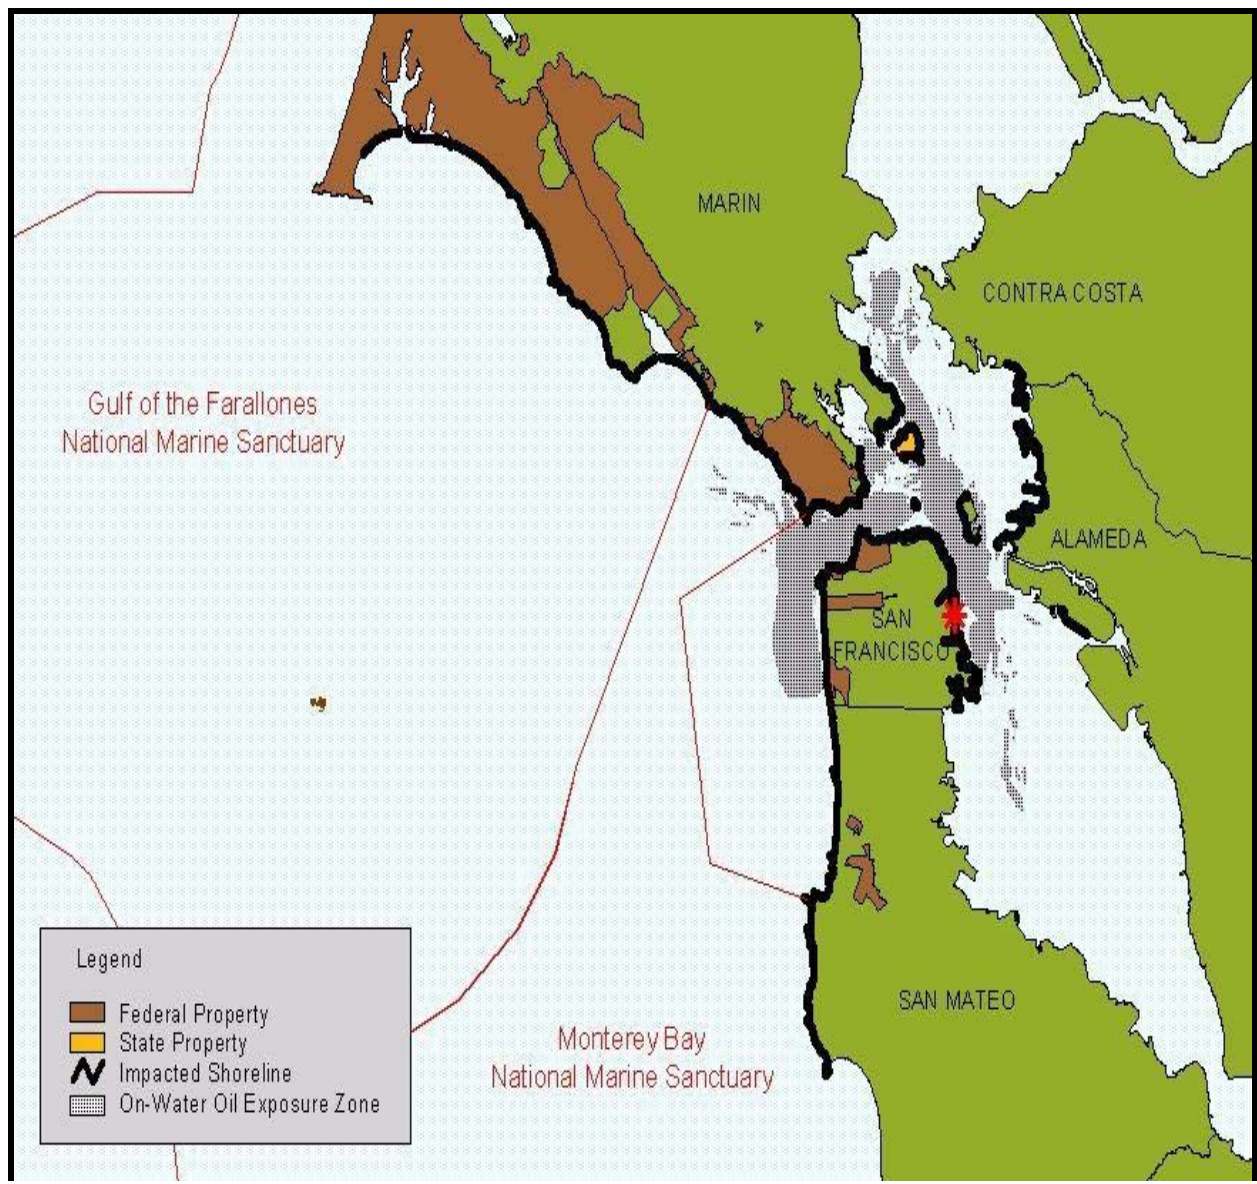 MARIN
CONTRA COSTA
Gulf of the Farallones
National Marine Sanctuary
ALAMEDA
SAN
FRANCISCO
Legend
Federal Property
State Property
Impacted Shoreline
On-Water Oil Exposure Zone
SAN MATEO
Monterey Bay
National Marine Sanctuary